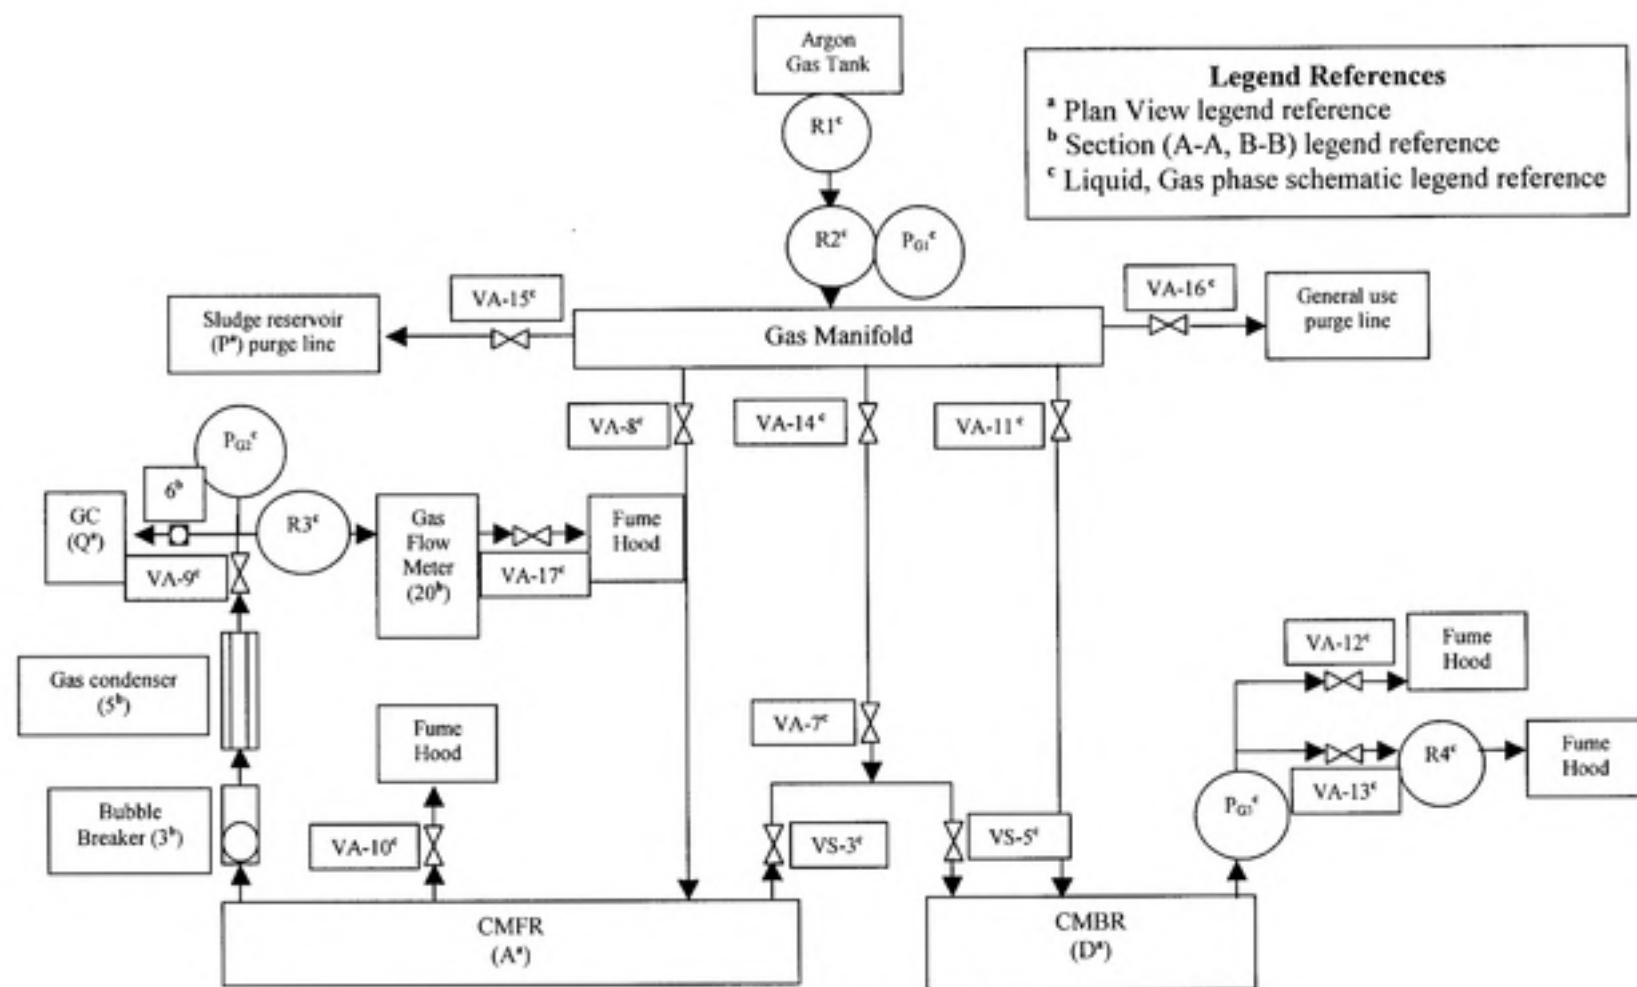 Argon
Gas Tank
Legend References
ᵃ Plan View legend reference
ᵇ Section (A-A, B-B) legend reference
ᶜ Liquid, Gas phase schematic legend reference
R1ᶜ
R2ᶜ
P_G1ᶜ
VA-15ᶜ
VA-16ᶜ
Sludge reservoir
(Pᵃ) purge line
Gas Manifold
General use
purge line
VA-8ᶜ
VA-14ᶜ
VA-11ᶜ
P_G2ᶜ
6ᵇ
GC
(Qᵃ)
R3ᶜ
Gas
Flow
Meter
(20ᵇ)
Fume
Hood
VA-9ᶜ
VA-17ᶜ
Gas condenser
(5ᵇ)
Fume
Hood
VA-7ᶜ
VA-12ᶜ
Fume
Hood
R4ᶜ
Fume
Hood
VA-13ᶜ
P_G3ᶜ
Bubble
Breaker (3ᵇ)
VA-10ᶜ
VS-3ᶜ
VS-5ᶜ
CMFR
(Aᵃ)
CMBR
(Dᵃ)